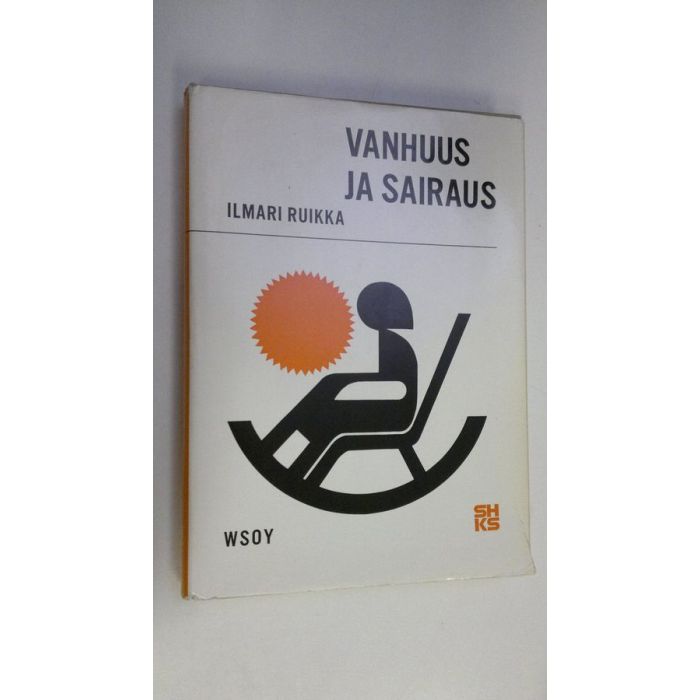 VANHUUS
JA SAIRAUS
ILMARI RUIKKA
WSOY
SH
KS